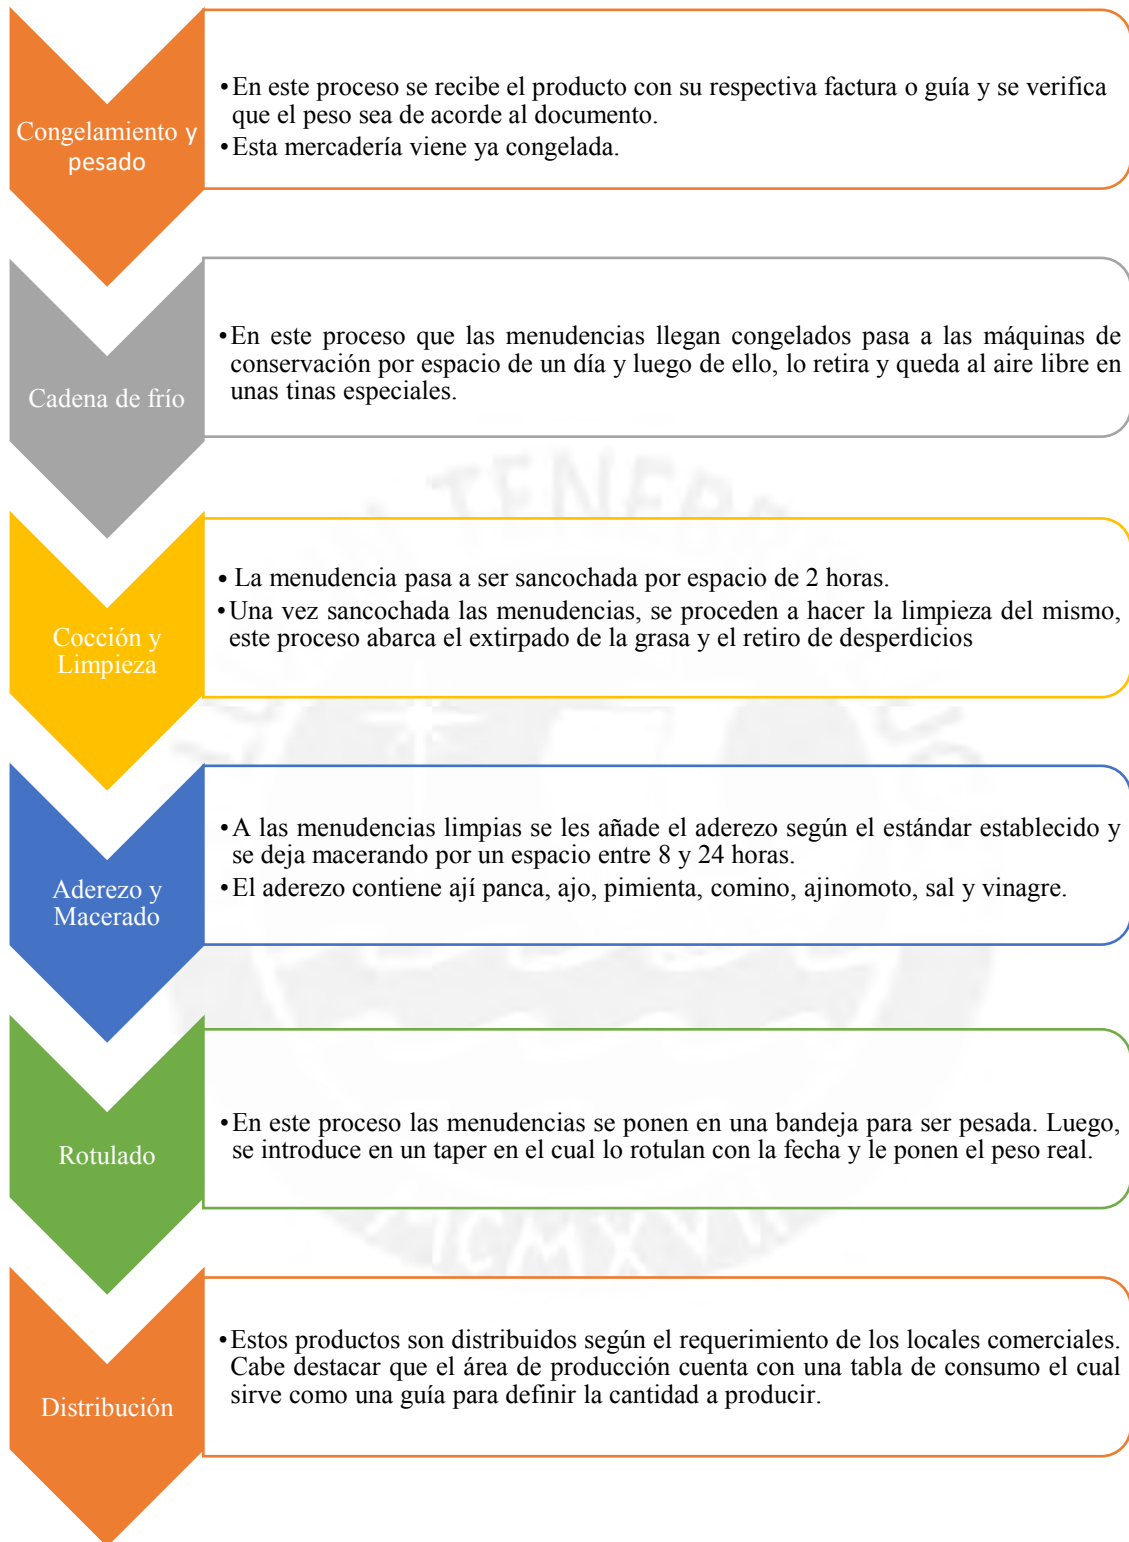 Congelamiento y
pesado
•En este proceso se recibe el producto con su respectiva factura o guía y se verifica
que el peso sea de acorde al documento.
•Esta mercadería viene ya congelada.
Cadena de frío
•En este proceso que las menudencias llegan congelados pasa a las máquinas de
conservación por espacio de un día y luego de ello, lo retira y queda al aire libre en
unas tinas especiales.
Cocción y
Limpieza
• La menudencia pasa a ser sancochada por espacio de 2 horas.
•Una vez sancochada las menudencias, se proceden a hacer la limpieza del mismo,
este proceso abarca el extirpado de la grasa y el retiro de desperdicios
Aderezo y
Macerado
•A las menudencias limpias se les añade el aderezo según el estándar establecido y
se deja macerando por un espacio entre 8 y 24 horas.
•El aderezo contiene ají panca, ajo, pimienta, comino, ajinomoto, sal y vinagre.
Rotulado
•En este proceso las menudencias se ponen en una bandeja para ser pesada. Luego,
se introduce en un taper en el cual lo rotulan con la fecha y le ponen el peso real.
Distribución
•Estos productos son distribuidos según el requerimiento de los locales comerciales.
Cabe destacar que el área de producción cuenta con una tabla de consumo el cual
sirve como una guía para definir la cantidad a producir.